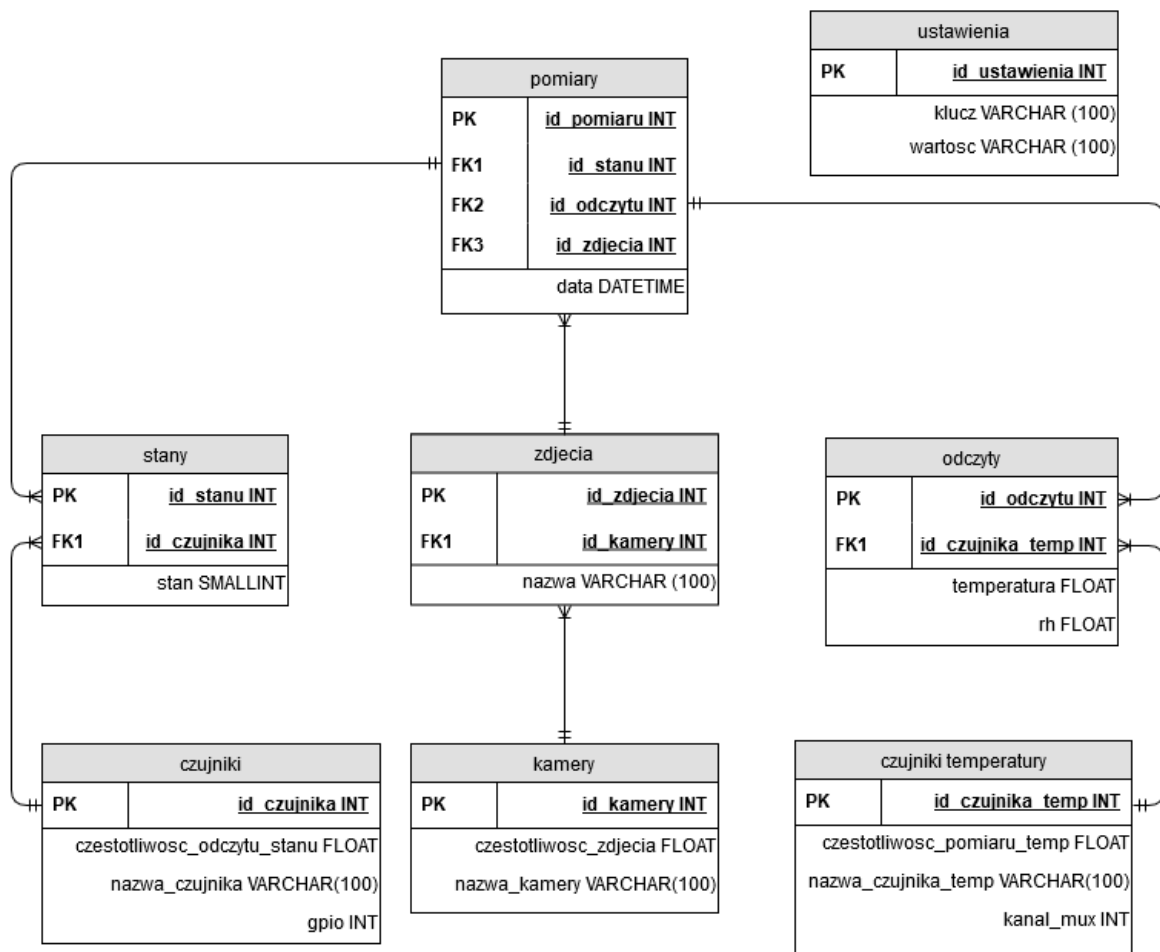 ustawienia
PK id_ustawienia INT
klucz VARCHAR (100)
wartosc VARCHAR (100)
pomiary
PK id_pomiaru INT
FK1 id_stanu INT
FK2 id_odczytu INT
FK3 id_zdjecia INT
data DATETIME
stany
PK id_stanu INT
FK1 id_czujnika INT
stan SMALLINT
zdjecia
PK id_zdjecia INT
FK1 id_kamery INT
nazwa VARCHAR (100)
odczyty
PK id_odczytu INT
FK1 id_czujnika_temp INT
temperatura FLOAT
rh FLOAT
czujniki
PK id_czujnika INT
czestotliwosc_odczytu_stanu FLOAT
nazwa_czujnika VARCHAR(100)
gpio INT
kamery
PK id_kamery INT
czestotliwosc_zdjecia FLOAT
nazwa_kamery VARCHAR(100)
czujniki temperatury
PK id_czujnika_temp INT
czestotliwosc_pomiaru_temp FLOAT
nazwa_czujnika_temp VARCHAR(100)
kanal_mux INT